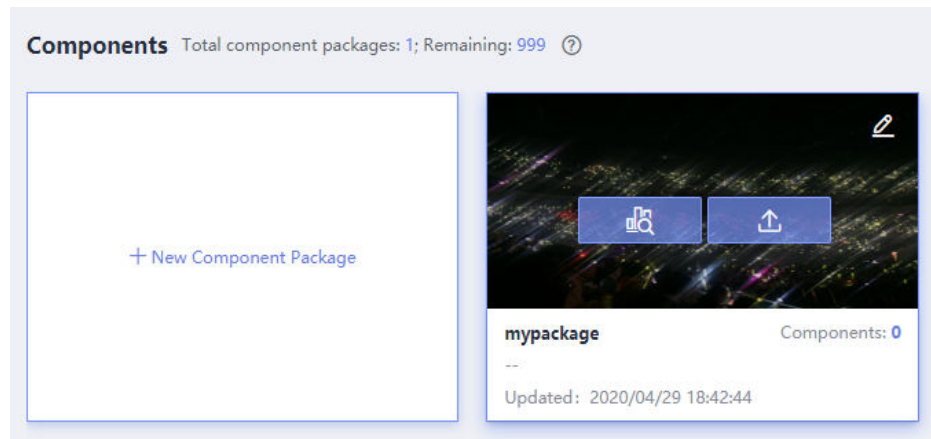 Components Total component packages: 1; Remaining: 999 ?
+ New Component Package
mypackage Components: 0
--
Updated: 2020/04/29 18:42:44